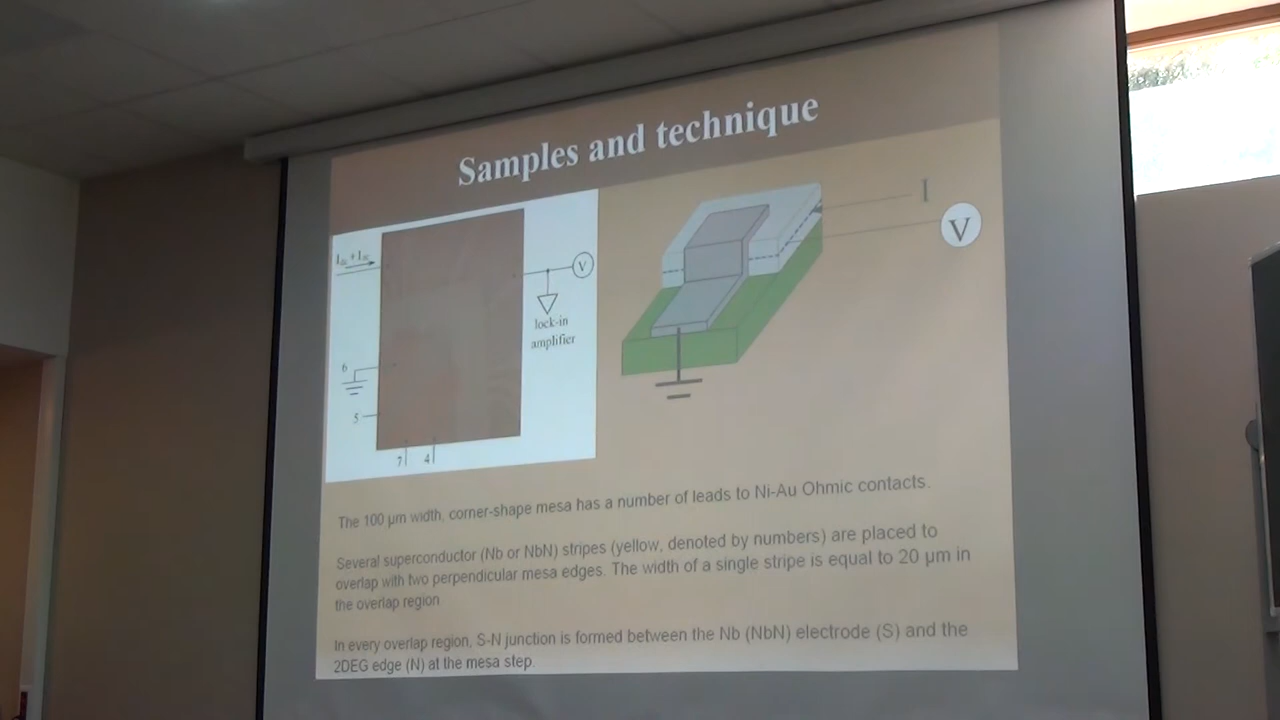 Samples and technique
I
V
V
lock-in
amplifier
6
5
7 4
The 100 μm width, corner-shape mesa has a number of leads to Ni-Au Ohmic contacts.
Several superconductor (Nb or NbN) stripes (yellow, denoted by numbers) are placed to
overlap with two perpendicular mesa edges. The width of a single stripe is equal to 20 μm in
the overlap region
In every overlap region, S-N junction is formed between the Nb (NbN) electrode (S) and the
2DEG edge (N) at the mesa step.